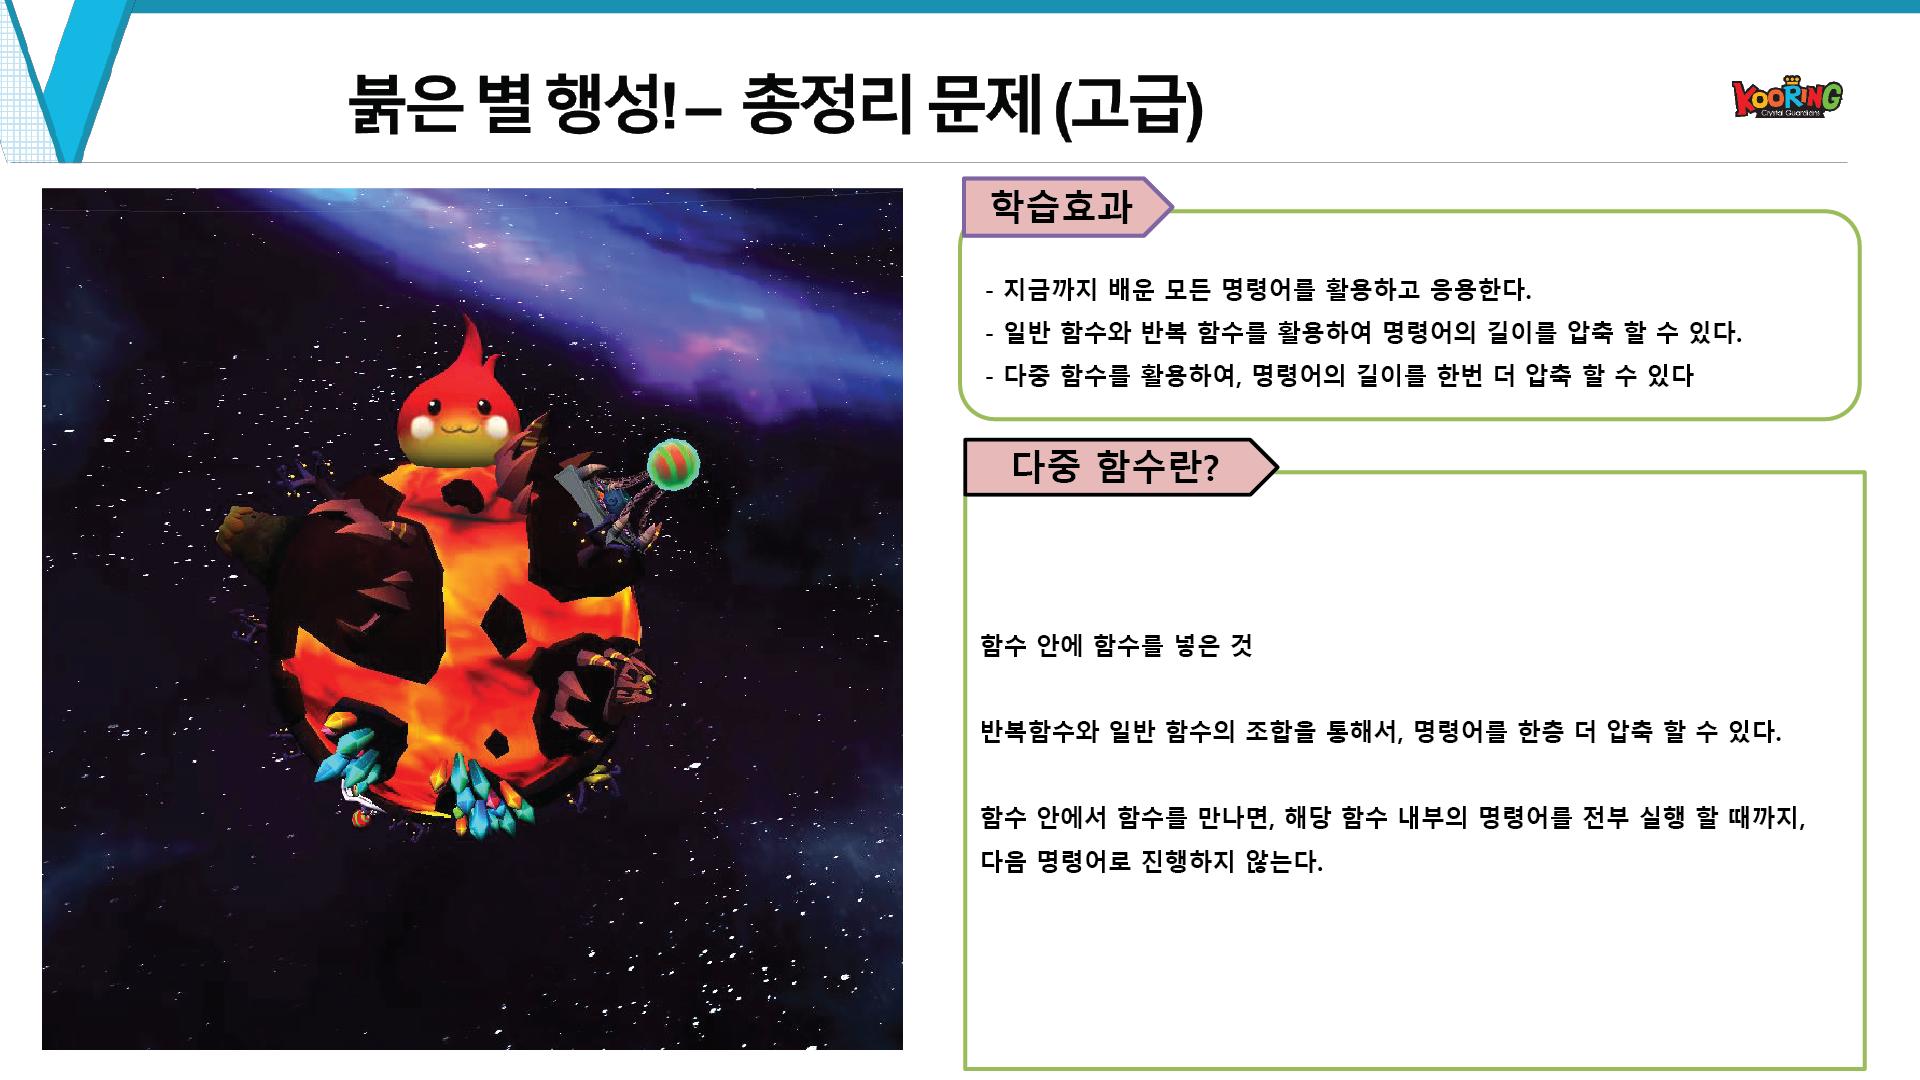 붉은 별 행성! – 총정리 문제 (고급)
KOORING
Crystal Guardians
학습효과
- 지금까지 배운 모든 명령어를 활용하고 응용한다.
- 일반 함수와 반복 함수를 활용하여 명령어의 길이를 압축 할 수 있다.
- 다중 함수를 활용하여, 명령어의 길이를 한번 더 압축 할 수 있다
다중 함수란?
함수 안에 함수를 넣은 것
반복함수와 일반 함수의 조합을 통해서, 명령어를 한층 더 압축 할 수 있다.
함수 안에서 함수를 만나면, 해당 함수 내부의 명령어를 전부 실행 할 때까지,
다음 명령어로 진행하지 않는다.